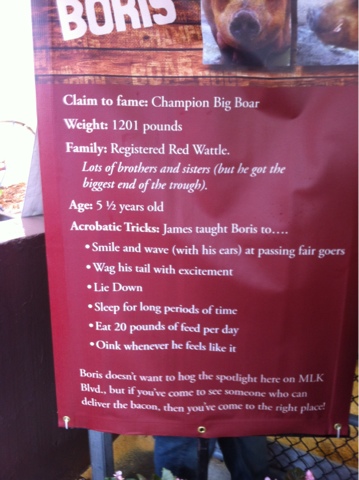 BORIS
Claim to fame: Champion Big Boar
Weight: 1201 pounds
Family: Registered Red Wattle.
Lots of brothers and sisters (but he got the
biggest end of the trough).
Age: 5 ½ years old
Acrobatic Tricks: James taught Boris to….
• Smile and wave (with his ears) at passing fair goers
• Wag his tail with excitement
• Lie Down
• Sleep for long periods of time
• Eat 20 pounds of feed per day
• Oink whenever he feels like it
Boris doesn't want to hog the spotlight here on MLK
Blvd., but if you've come to see someone who can
deliver the bacon, then you've come to the right place!